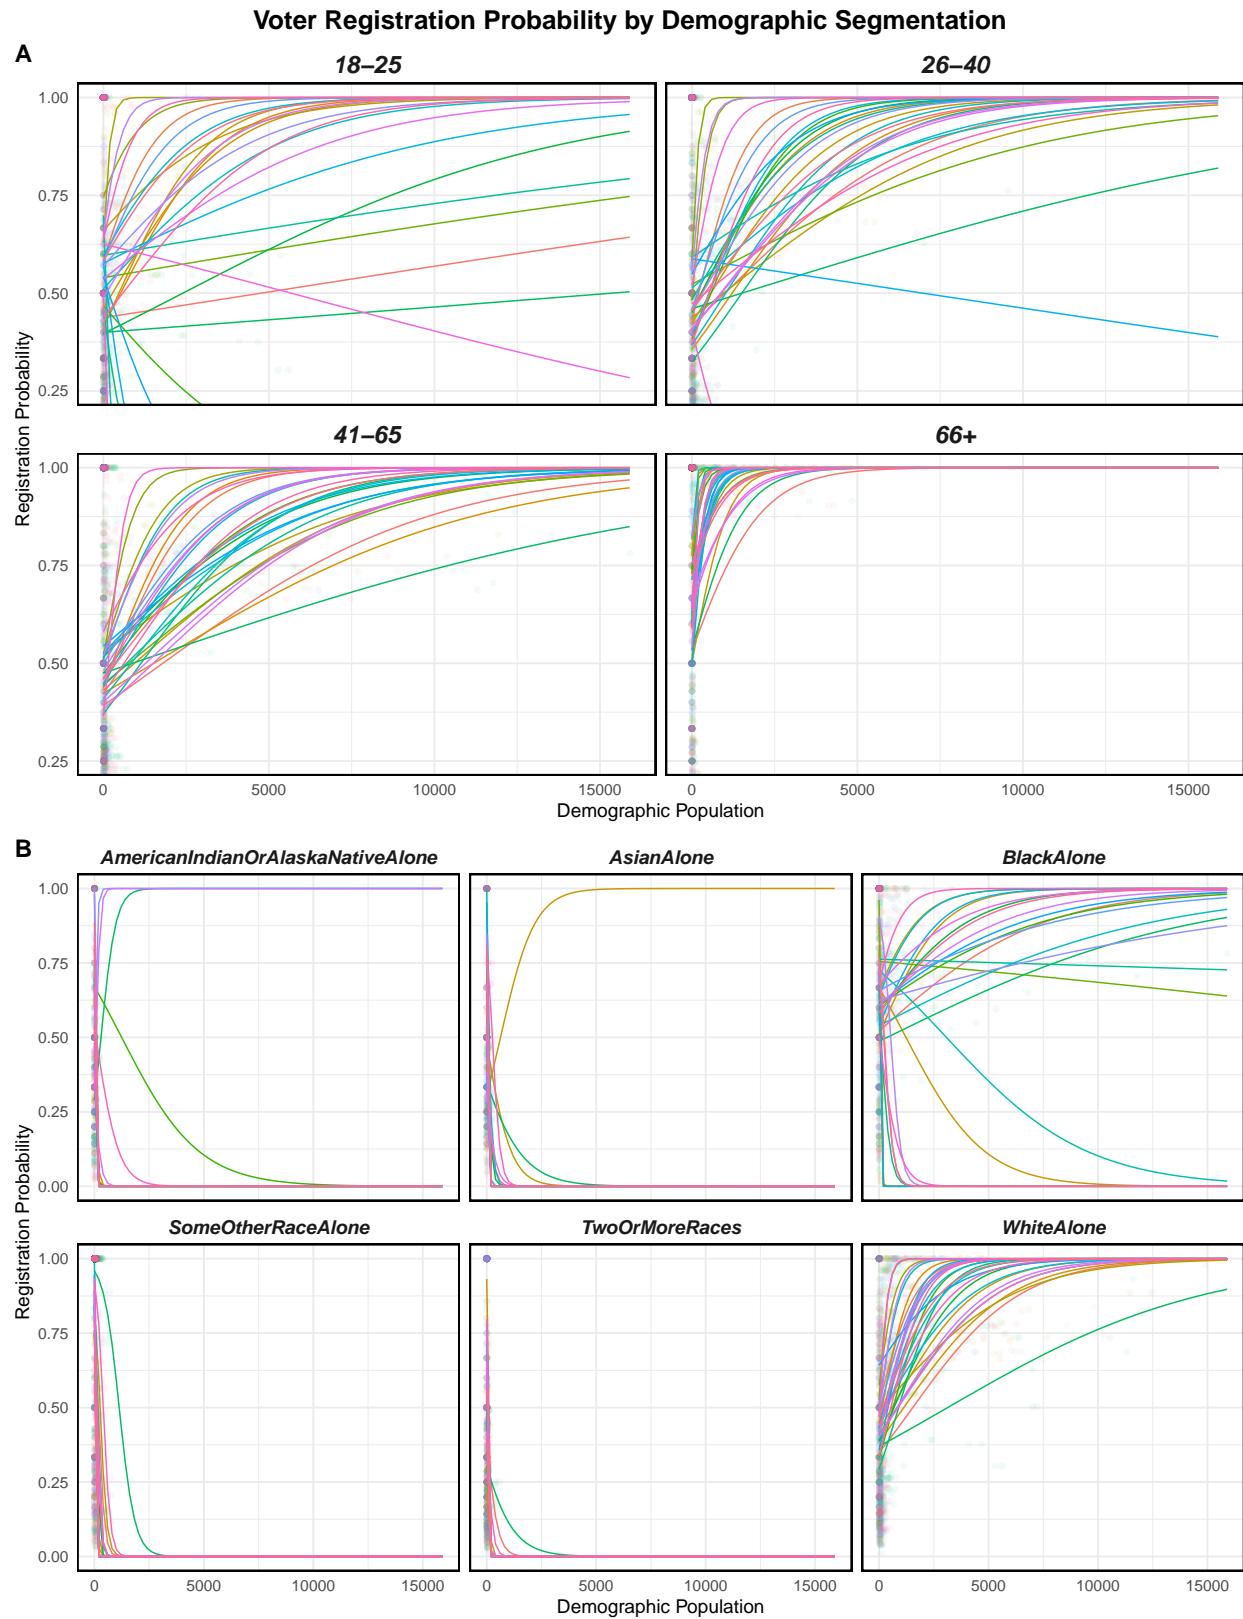 Voter Registration Probability by Demographic Segmentation
A
18–25
26–40
1.00
0.75
0.50
0.25
41–65
66+
1.00
0.75
0.50
0.25
0 5000 10000 15000
0 5000 10000 15000
Registration Probability
Demographic Population
B
AmericanIndianOrAlaskaNativeAlone
AsianAlone
BlackAlone
1.00
0.75
0.50
0.25
0.00
SomeOtherRaceAlone
TwoOrMoreRaces
WhiteAlone
1.00
0.75
0.50
0.25
0.00
0 5000 10000 15000
0 5000 10000 15000
0 5000 10000 15000
Registration Probability
Demographic Population